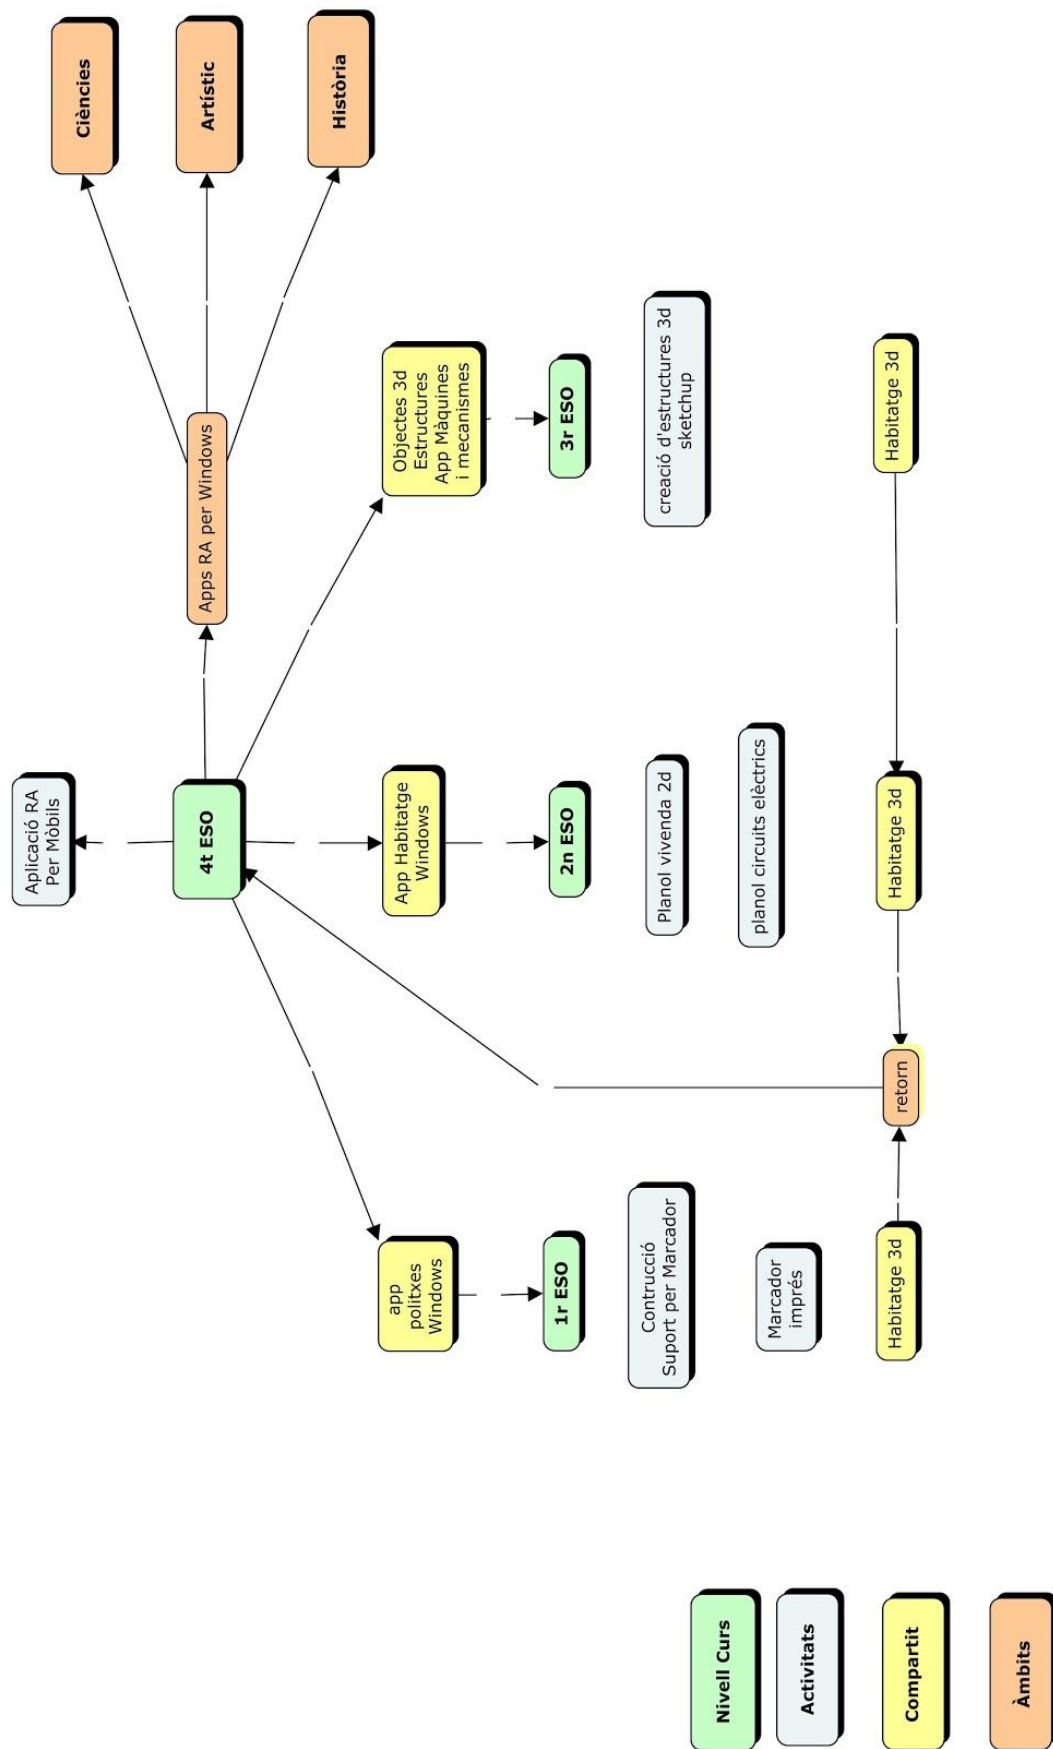 Aplicació RA
Per Mòbils
Ciències
4t ESO
Apps RA per Windows
Artístic
Història
app
politxes
Windows
App Habitatge
Windows
Objectes 3d
Estructures
App Màquines
i mecanismes
1r ESO
2n ESO
3r ESO
Contrucció
Suport per Marcador
Planol vivenda 2d
creació d'estructures 3d
sketchup
Marcador
imprés
planol circuits elèctrics
Habitatge 3d
retorn
Habitatge 3d
Habitatge 3d
Nivell Curs
Activitats
Compartit
Àmbits